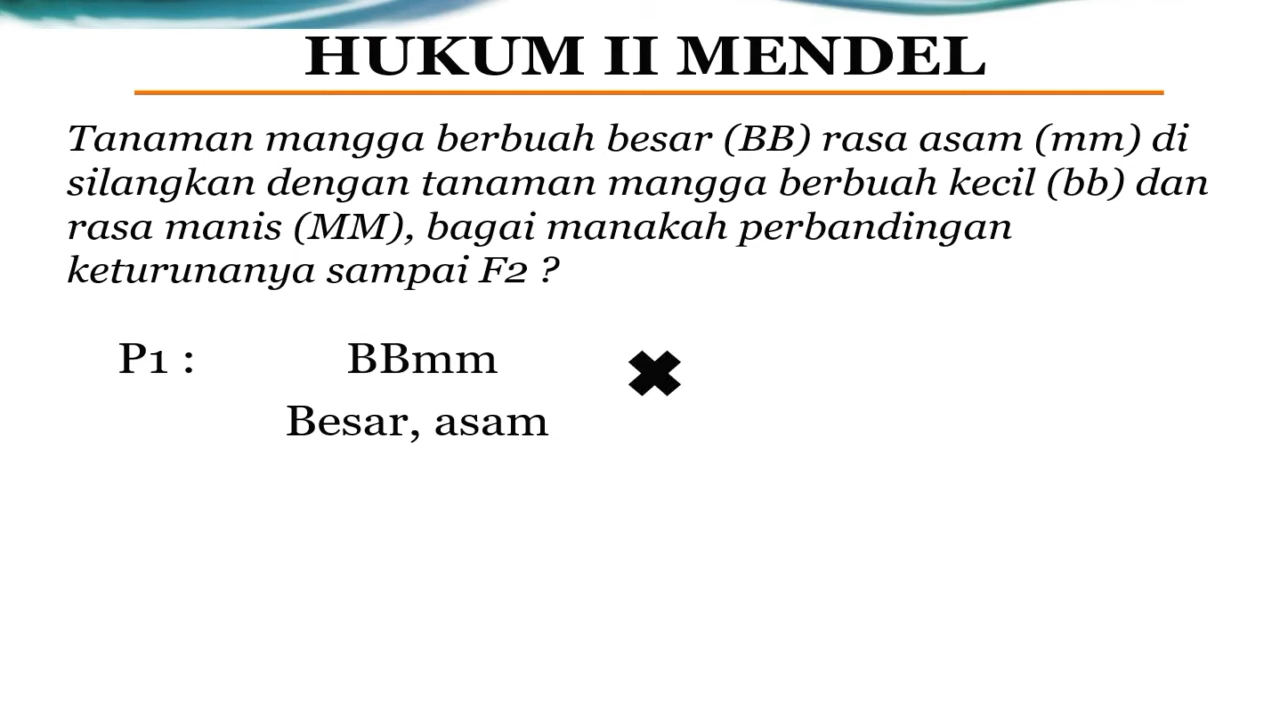 HUKUM II MENDEL
Tanaman mangga berbuah besar (BB) rasa asam (mm) di
silangkan dengan tanaman mangga berbuah kecil (bb) dan
rasa manis (MM), bagai manakah perbandingan
keturunanya sampai F2 ?
P1 : BBmm ✖
Besar, asam